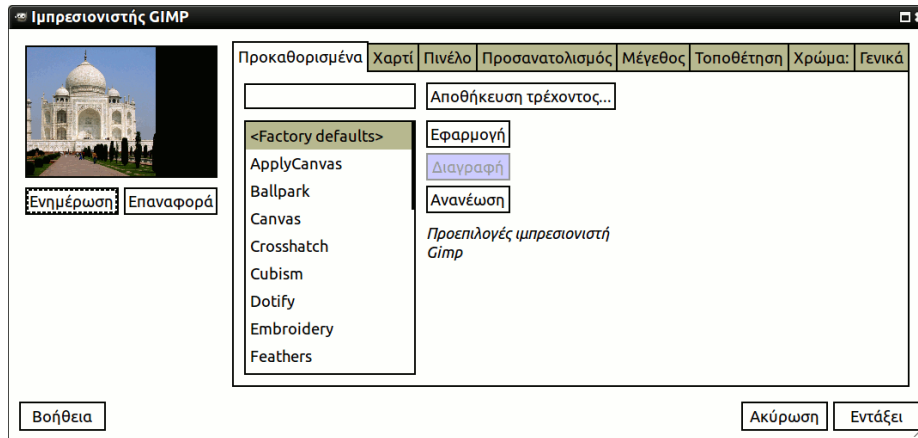 Ιμπρεσιονιστής GIMP
Προκαθορισμένα Χαρτί Πινέλο Προσανατολισμός Μέγεθος Τοποθέτηση Χρώμα: Γενικά
Αποθήκευση τρέχοντος...
<Factory defaults>
ApplyCanvas
Ballpark
Canvas
Crosshatch
Cubism
Dotify
Embroidery
Feathers
Εφαρμογή
Διαγραφή
Ανανέωση
Προεπιλογές ιμπρεσιονιστή
Gimp
Ενημέρωση Επαναφορά
Βοήθεια Ακύρωση Εντάξει